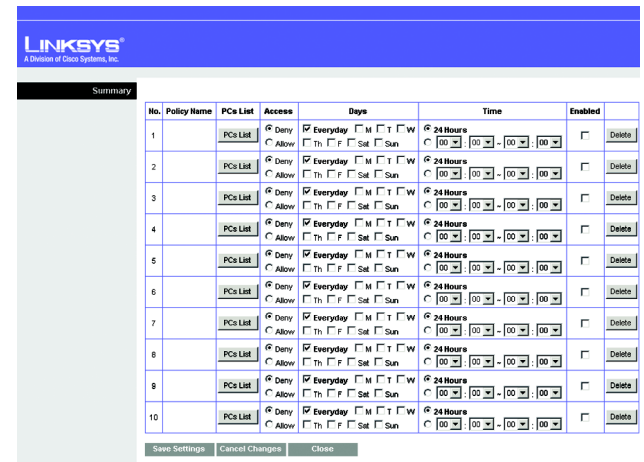 LINKSYS®
A Division of Cisco Systems, Inc.
Summary
No. Policy Name PCs List Access Days Time Enabled
1 PCs List Deny Everyday M T W 24 Hours Delete
Allow Th F Sat Sun 00 : 00 ~ 00 : 00
2 PCs List Deny Everyday M T W 24 Hours Delete
Allow Th F Sat Sun 00 : 00 ~ 00 : 00
3 PCs List Deny Everyday M T W 24 Hours Delete
Allow Th F Sat Sun 00 : 00 ~ 00 : 00
4 PCs List Deny Everyday M T W 24 Hours Delete
Allow Th F Sat Sun 00 : 00 ~ 00 : 00
5 PCs List Deny Everyday M T W 24 Hours Delete
Allow Th F Sat Sun 00 : 00 ~ 00 : 00
6 PCs List Deny Everyday M T W 24 Hours Delete
Allow Th F Sat Sun 00 : 00 ~ 00 : 00
7 PCs List Deny Everyday M T W 24 Hours Delete
Allow Th F Sat Sun 00 : 00 ~ 00 : 00
8 PCs List Deny Everyday M T W 24 Hours Delete
Allow Th F Sat Sun 00 : 00 ~ 00 : 00
9 PCs List Deny Everyday M T W 24 Hours Delete
Allow Th F Sat Sun 00 : 00 ~ 00 : 00
10 PCs List Deny Everyday M T W 24 Hours Delete
Allow Th F Sat Sun 00 : 00 ~ 00 : 00
Save Settings Cancel Changes Close